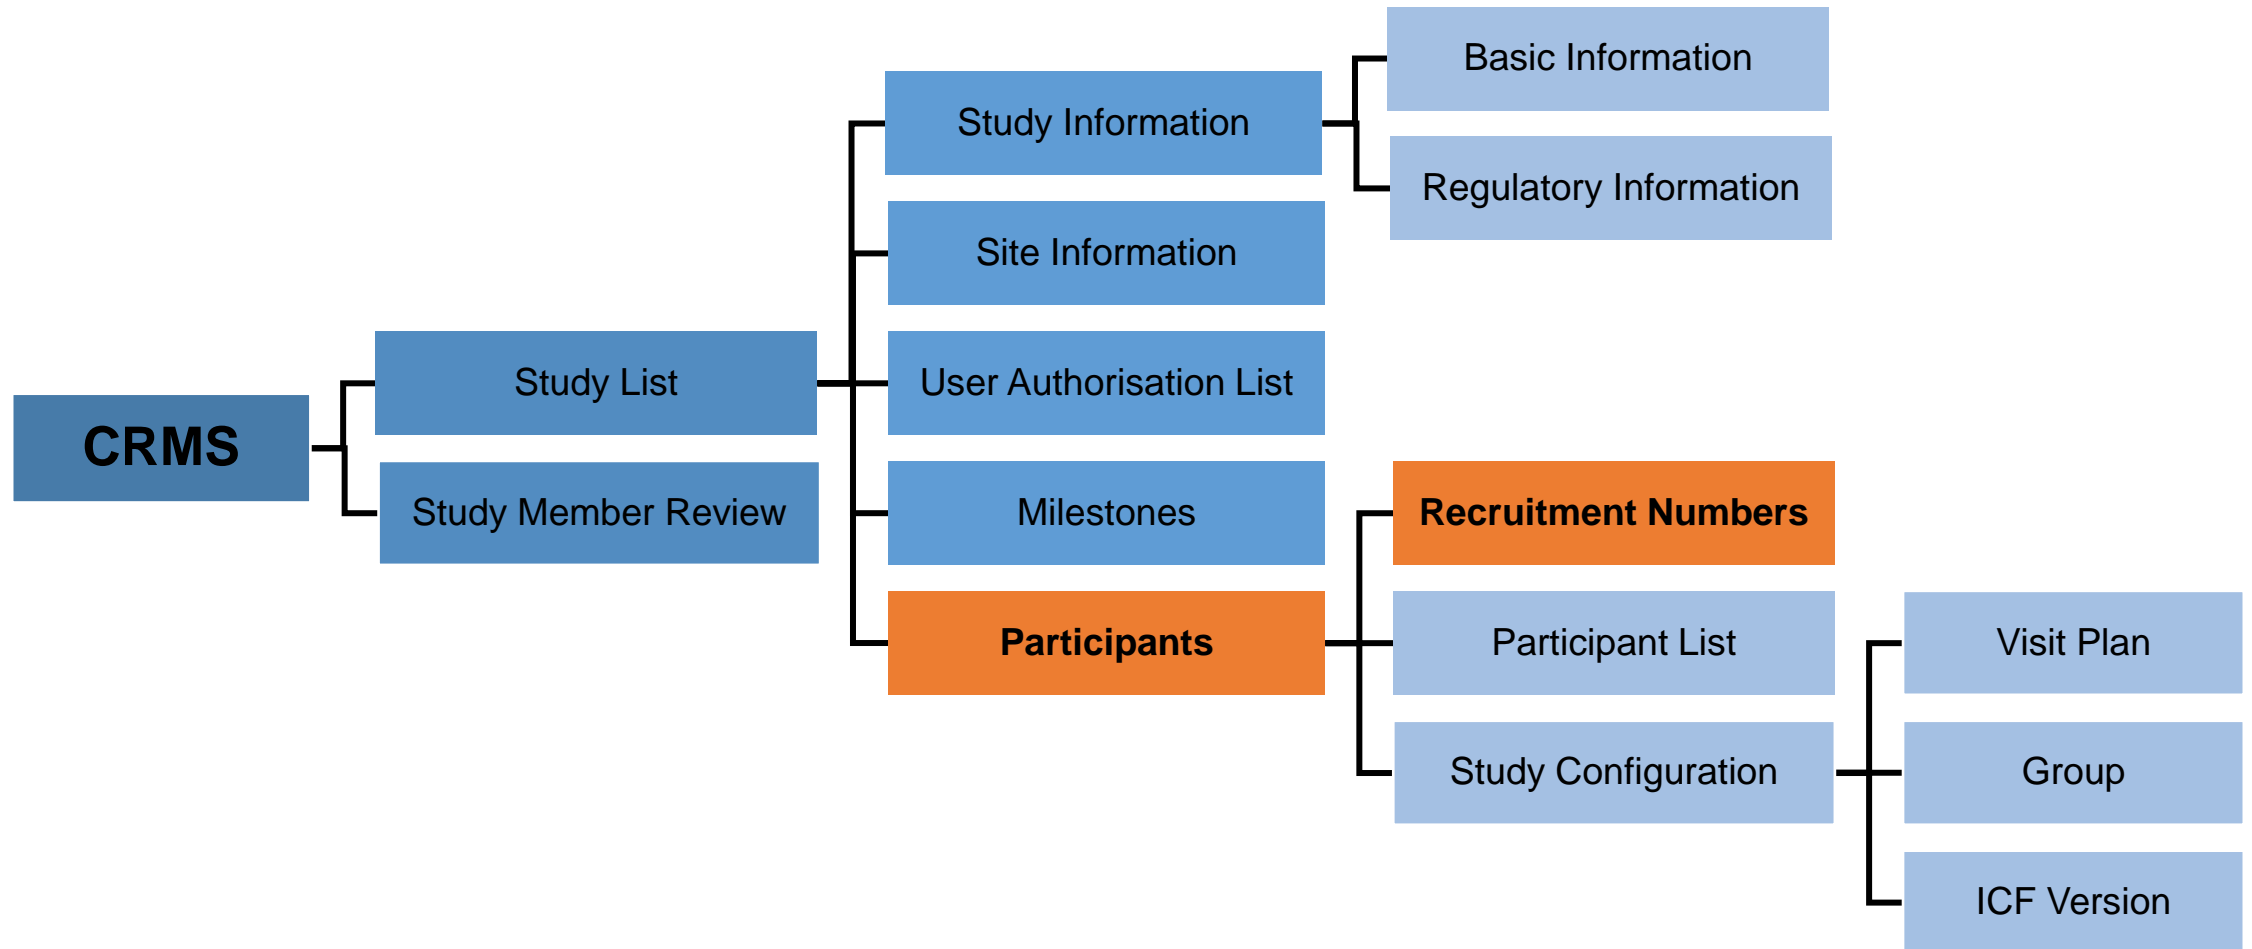 CRMS
Study List
Study Member Review
Study Information
Site Information
User Authorisation List
Milestones
Participants
Basic Information
Regulatory Information
Recruitment Numbers
Participant List
Study Configuration
Visit Plan
Group
ICF Version